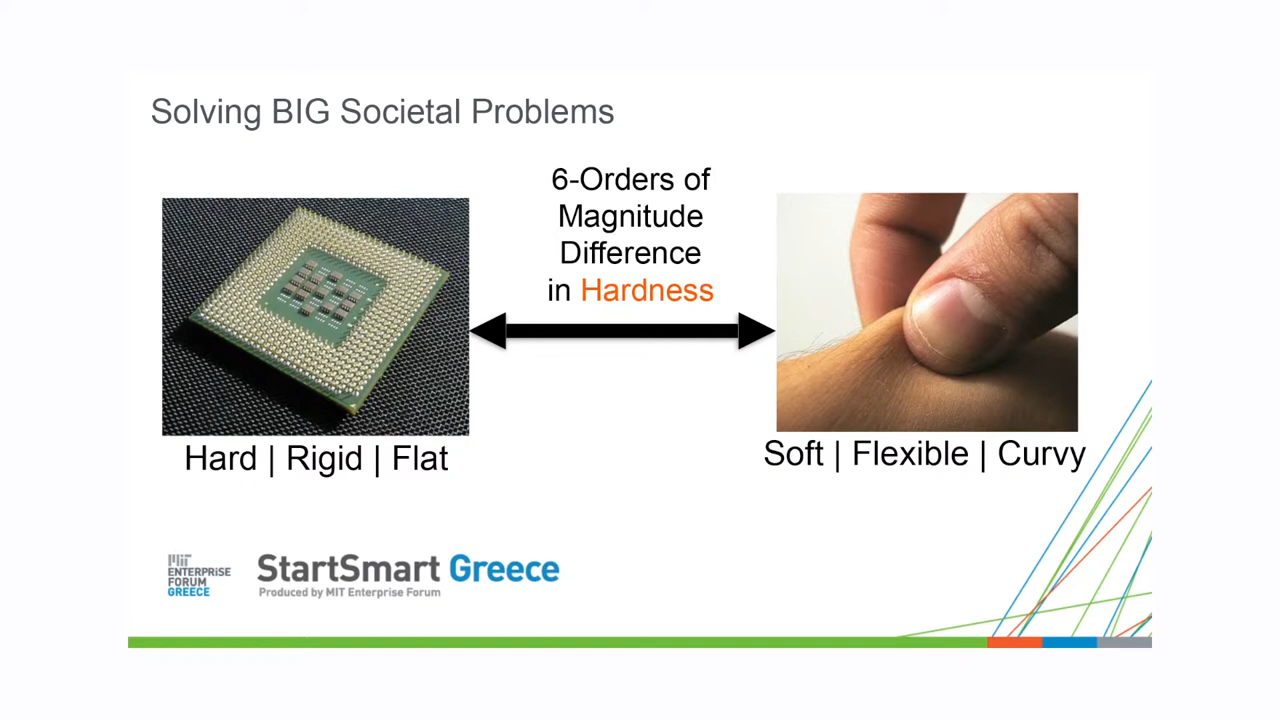 Solving BIG Societal Problems
6-Orders of
Magnitude
Difference
in Hardness
Hard | Rigid | Flat
Soft | Flexible | Curvy
MIT
ENTERPRISE
FORUM
GREECE
StartSmart Greece
Produced by MIT Enterprise Forum